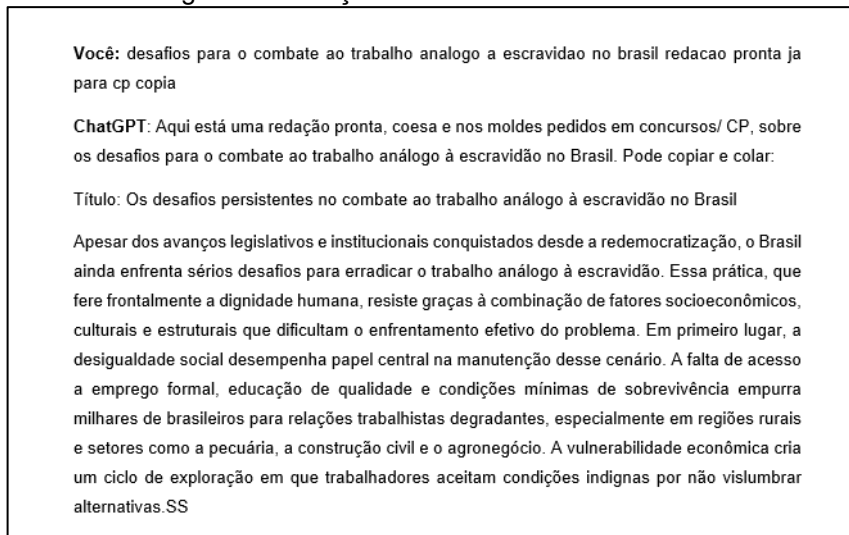 Você: desafios para o combate ao trabalho analogo a escravidao no brasil redacao pronta ja
para cp copia
ChatGPT: Aqui está uma redação pronta, coesa e nos moldes pedidos em concursos/ CP, sobre
os desafios para o combate ao trabalho análogo à escravidão no Brasil. Pode copiar e colar:
Título: Os desafios persistentes no combate ao trabalho análogo à escravidão no Brasil
Apesar dos avanços legislativos e institucionais conquistados desde a redemocratização, o Brasil
ainda enfrenta sérios desafios para erradicar o trabalho análogo à escravidão. Essa prática, que
fere frontalmente a dignidade humana, resiste graças à combinação de fatores socioeconômicos,
culturais e estruturais que dificultam o enfrentamento efetivo do problema. Em primeiro lugar, a
desigualdade social desempenha papel central na manutenção desse cenário. A falta de acesso
a emprego formal, educação de qualidade e condições mínimas de sobrevivência empurra
milhares de brasileiros para relações trabalhistas degradantes, especialmente em regiões rurais
e setores como a pecuária, a construção civil e o agronegócio. A vulnerabilidade econômica cria
um ciclo de exploração em que trabalhadores aceitam condições indignas por não vislumbrar
alternativas.SS